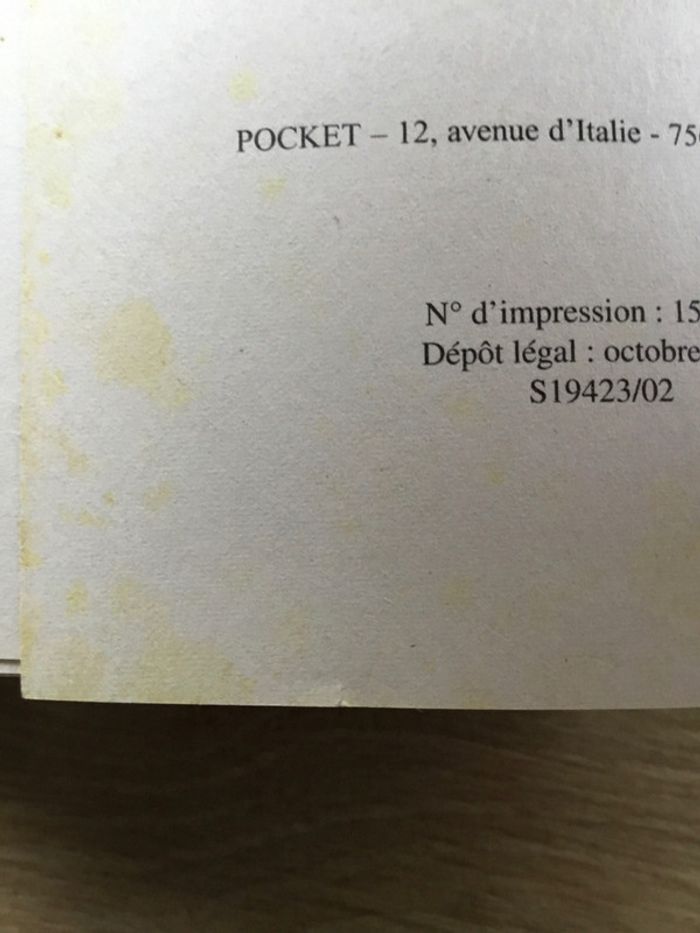 POCKET – 12, avenue d'Italie - 75
N° d'impression : 15
Dépôt légal : octobre
S19423/02